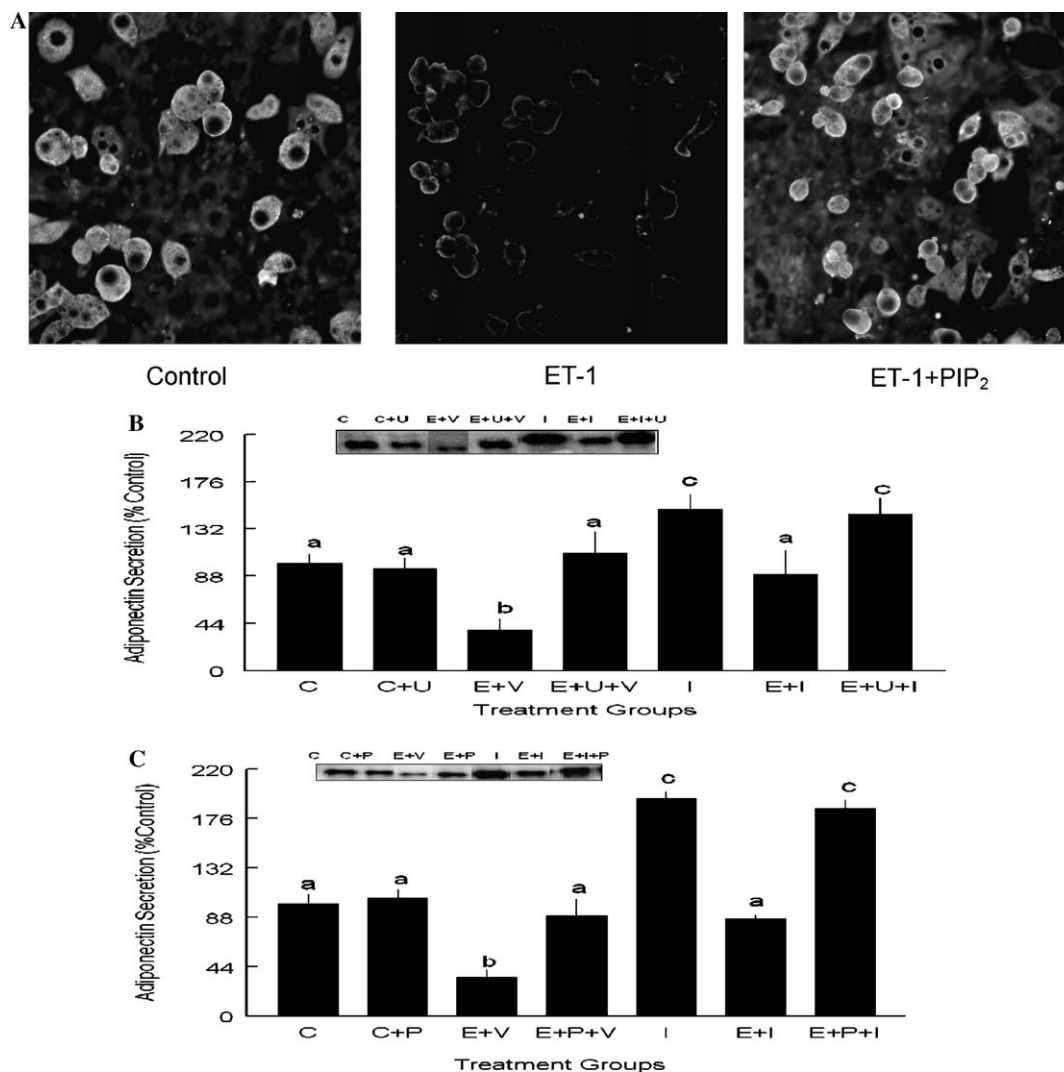 A
Control ET-1 ET-1+PIP₂
B
C C+U E+V E+U+V I E+I E+I+U
220
176
132
88
44
0
Adiponectin Secretion (% Control)
a a b a c a c
C C+U E+V E+U+V I E+I E+U+I
Treatment Groups
C
C C+P E+V E+P I E+I E+I+P
220
176
132
88
44
0
Adiponectin Secretion (%Control)
a a b a c a c
C C+P E+V E+P+V I E+I E+P+I
Treatment Groups